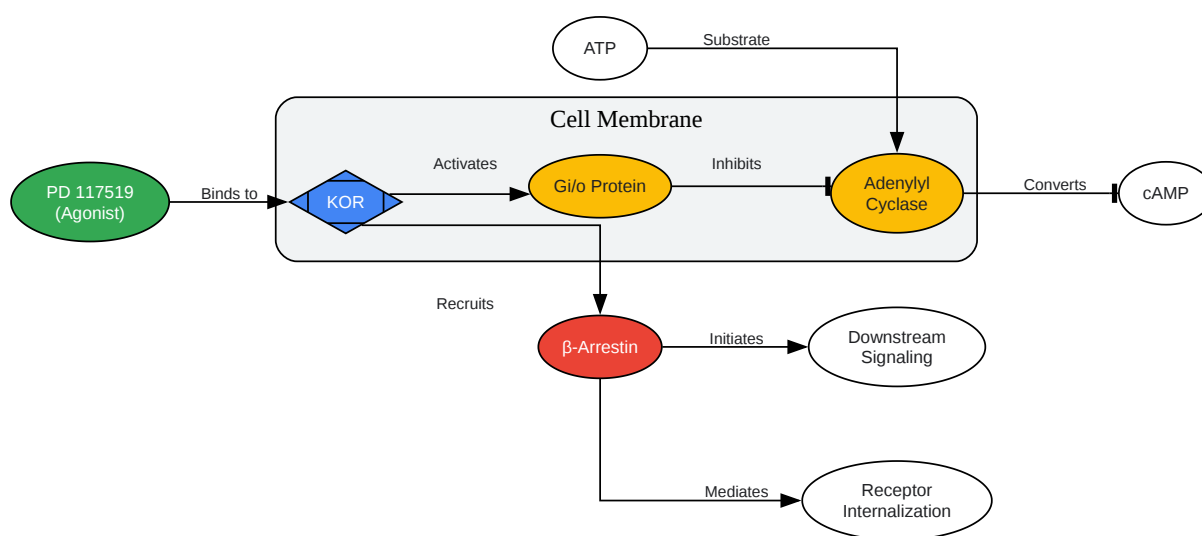 ATP
Substrate
Cell Membrane
Activates
Inhibits
PD 117519
(Agonist)
Binds to
KOR
Gi/o Protein
Adenylyl
Cyclase
Converts
cAMP
Recruits
β-Arrestin
Initiates
Downstream
Signaling
Mediates
Receptor
Internalization